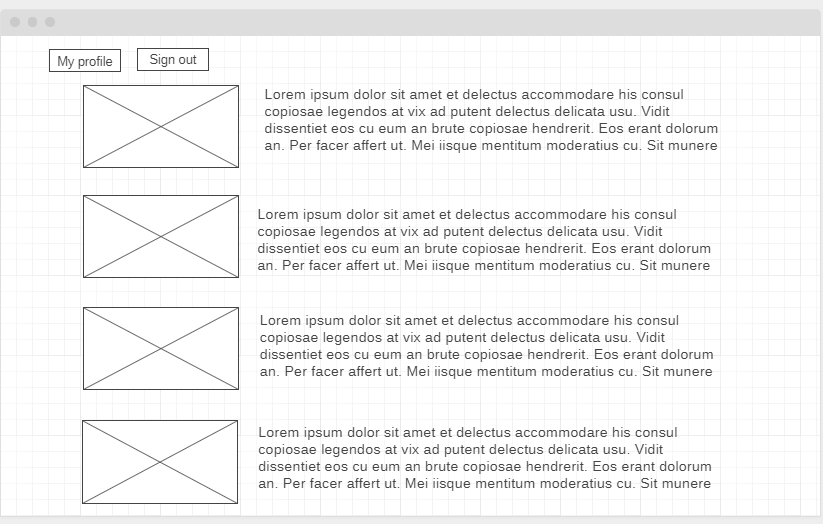 My profile
Sign out
Lorem ipsum dolor sit amet et delectus accommodare his consul
copiosae legendos at vix ad putent delectus delicata usu. Vidit
dissentiet eos cu eum an brute copiosae hendrerit. Eos erant dolorum
an. Per facer affert ut. Mei iisque mentitum moderatius cu. Sit munere
Lorem ipsum dolor sit amet et delectus accommodare his consul
copiosae legendos at vix ad putent delectus delicata usu. Vidit
dissentiet eos cu eum an brute copiosae hendrerit. Eos erant dolorum
an. Per facer affert ut. Mei iisque mentitum moderatius cu. Sit munere
Lorem ipsum dolor sit amet et delectus accommodare his consul
copiosae legendos at vix ad putent delectus delicata usu. Vidit
dissentiet eos cu eum an brute copiosae hendrerit. Eos erant dolorum
an. Per facer affert ut. Mei iisque mentitum moderatius cu. Sit munere
Lorem ipsum dolor sit amet et delectus accommodare his consul
copiosae legendos at vix ad putent delectus delicata usu. Vidit
dissentiet eos cu eum an brute copiosae hendrerit. Eos erant dolorum
an. Per facer affert ut. Mei iisque mentitum moderatius cu. Sit munere